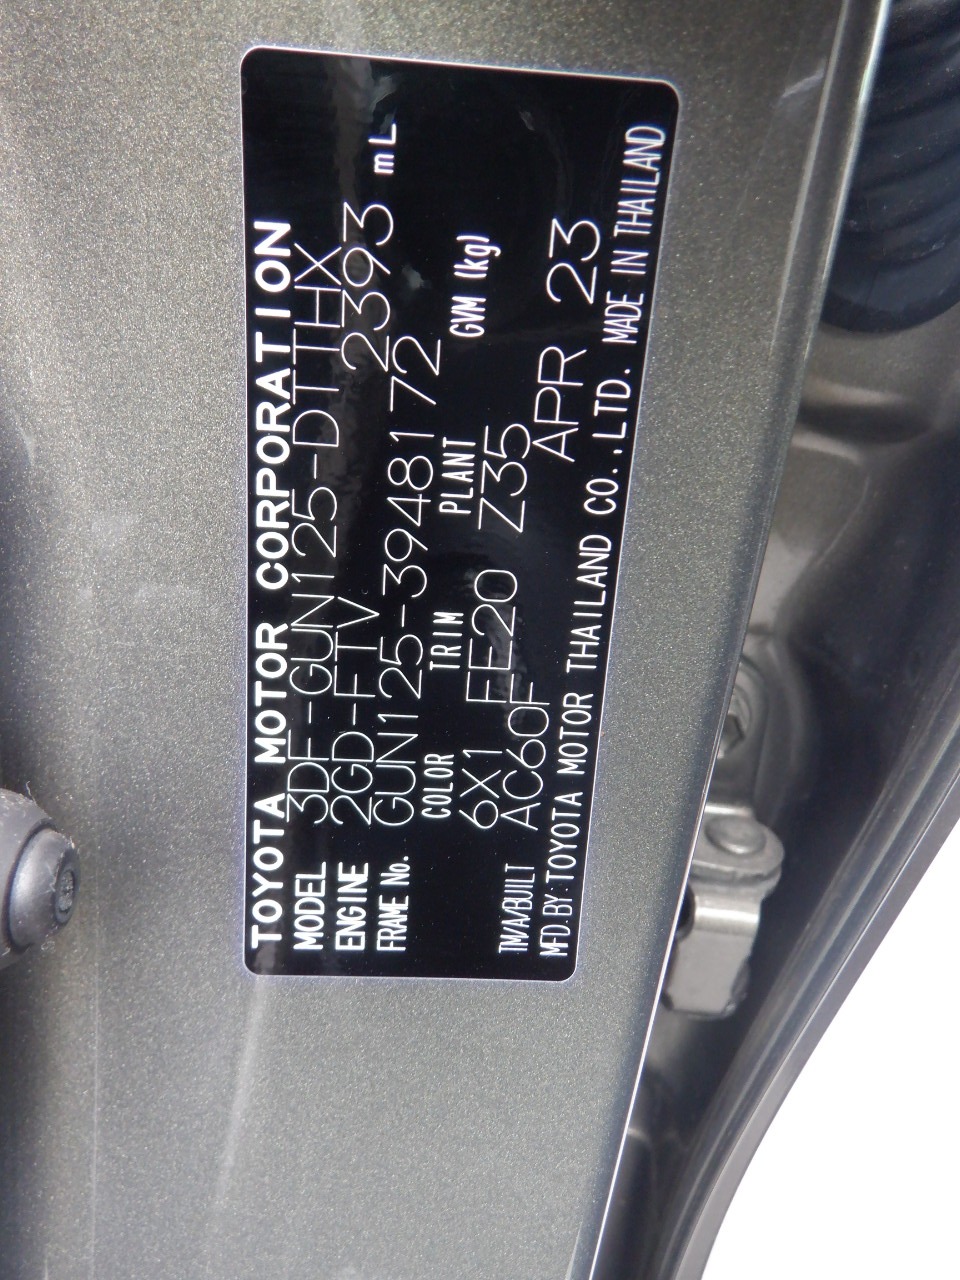 TOYOTA MOTOR CORPORATION
MODEL 3DF-GUN125-DTTHX
ENGINE 2GD-FTV 2393 mL
FRAME No. GUN125-3948172
COLOR TRIM PLANT GVM (kg)
6X1 FE20 Z35
TM/A/BUILT AC60F APR 23
MFD. BY: TOYOTA MOTOR THAILAND CO.,LTD. MADE IN THAILAND